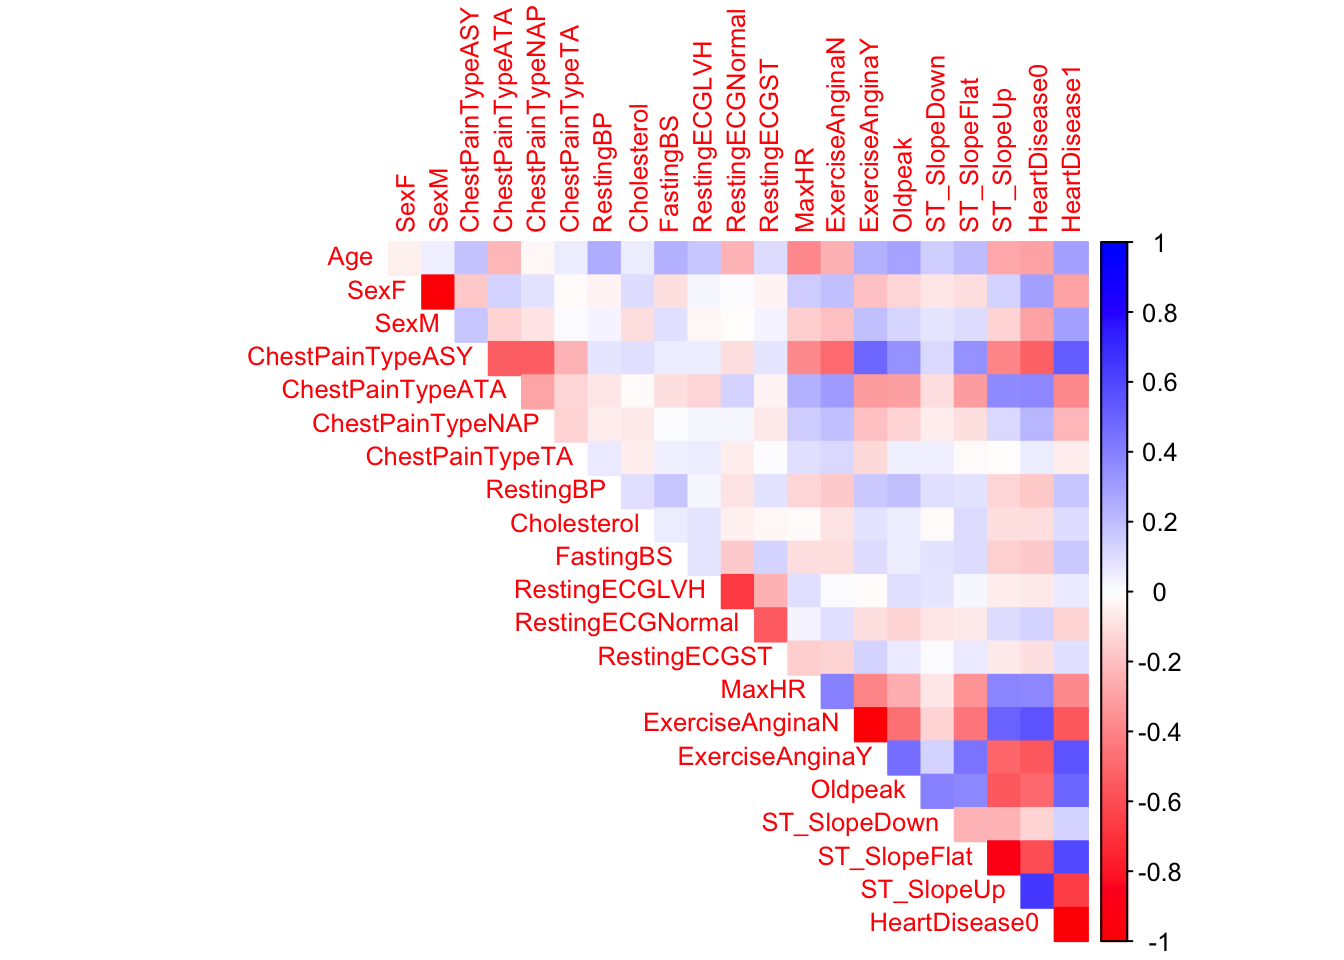 SexF
SexM
ChestPainTypeASY
ChestPainTypeATA
ChestPainTypeNAP
ChestPainTypeTA
RestingBP
Cholesterol
FastingBS
RestingECGLVH
RestingECGNormal
RestingECGST
MaxHR
ExerciseAnginaN
ExerciseAnginaY
Oldpeak
ST_SlopeDown
ST_SlopeFlat
ST_SlopeUp
HeartDisease0
HeartDisease1
Age
SexF
SexM
ChestPainTypeASY
ChestPainTypeATA
ChestPainTypeNAP
ChestPainTypeTA
RestingBP
Cholesterol
FastingBS
RestingECGLVH
RestingECGNormal
RestingECGST
MaxHR
ExerciseAnginaN
ExerciseAnginaY
Oldpeak
ST_SlopeDown
ST_SlopeFlat
ST_SlopeUp
HeartDisease0
1
0.8
0.6
0.4
0.2
0
-0.2
-0.4
-0.6
-0.8
-1